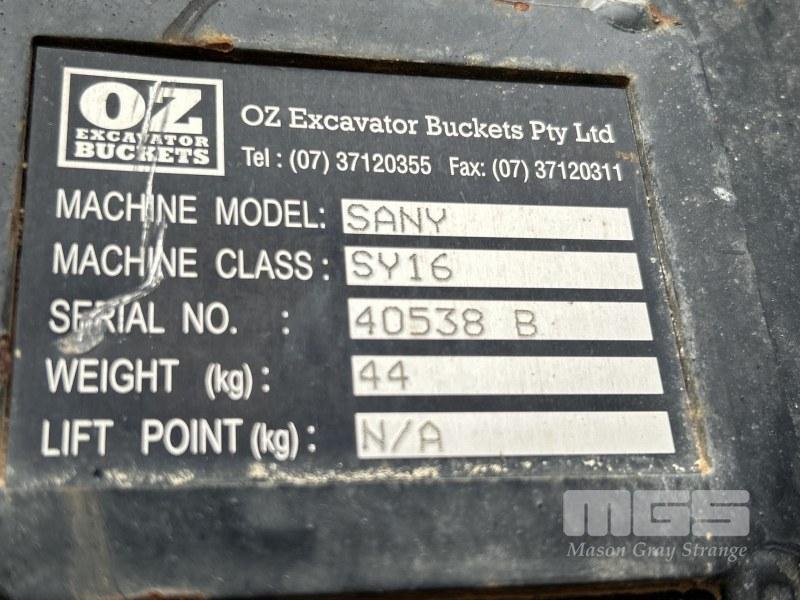 OZ
EXCAVATOR
BUCKETS
OZ Excavator Buckets Pty Ltd
Tel : (07) 37120355 Fax: (07) 37120311
MACHINE MODEL: SANY
MACHINE CLASS : SY16
SERIAL NO. : 40538 B
WEIGHT (kg) : 44
LIFT POINT (kg) : N/A
MGS
Mason Gray Strange